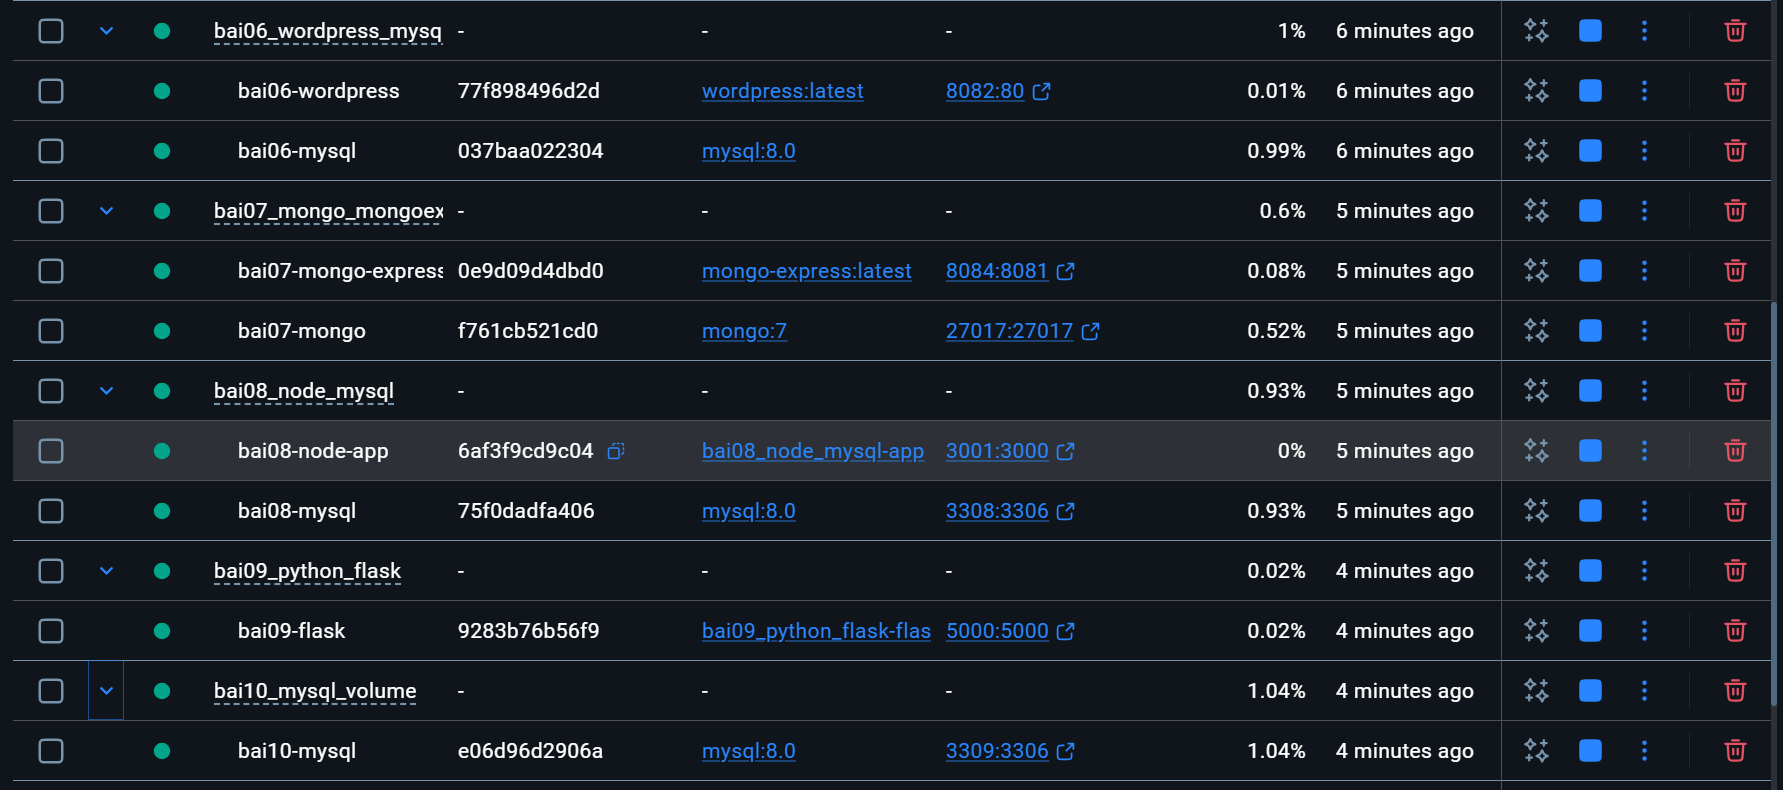 bai06_wordpress_mysq - - - 1% 6 minutes ago
bai06-wordpress 77f898496d2d wordpress:latest 8082:80 0.01% 6 minutes ago
bai06-mysql 037baa022304 mysql:8.0 0.99% 6 minutes ago
bai07_mongo_mongoex - - - 0.6% 5 minutes ago
bai07-mongo-express 0e9d09d4dbd0 mongo-express:latest 8084:8081 0.08% 5 minutes ago
bai07-mongo f761cb521cd0 mongo:7 27017:27017 0.52% 5 minutes ago
bai08_node_mysql - - - 0.93% 5 minutes ago
bai08-node-app 6af3f9cd9c04 bai08_node_mysql-app 3001:3000 0% 5 minutes ago
bai08-mysql 75f0dadfa406 mysql:8.0 3308:3306 0.93% 5 minutes ago
bai09_python_flask - - - 0.02% 4 minutes ago
bai09-flask 9283b76b56f9 bai09_python_flask-flas 5000:5000 0.02% 4 minutes ago
bai10_mysql_volume - - - 1.04% 4 minutes ago
bai10-mysql e06d96d2906a mysql:8.0 3309:3306 1.04% 4 minutes ago